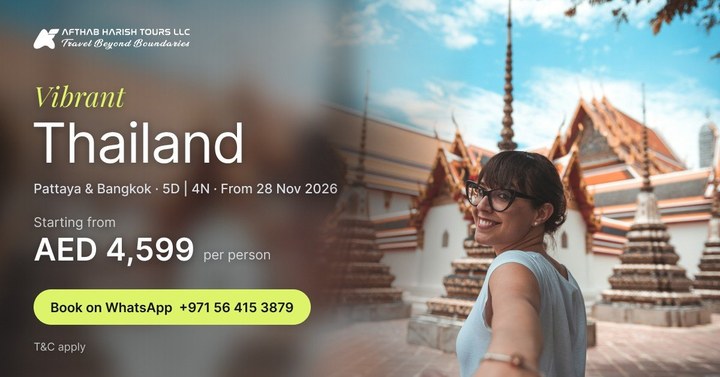 AFTHAB HARISH TOURS LLC
Travel Beyond Boundaries
Vibrant
Thailand
Pattaya & Bangkok · 5D | 4N · From 28 Nov 2026
Starting from
AED 4,599 per person
Book on WhatsApp +971 56 415 3879
T&C apply